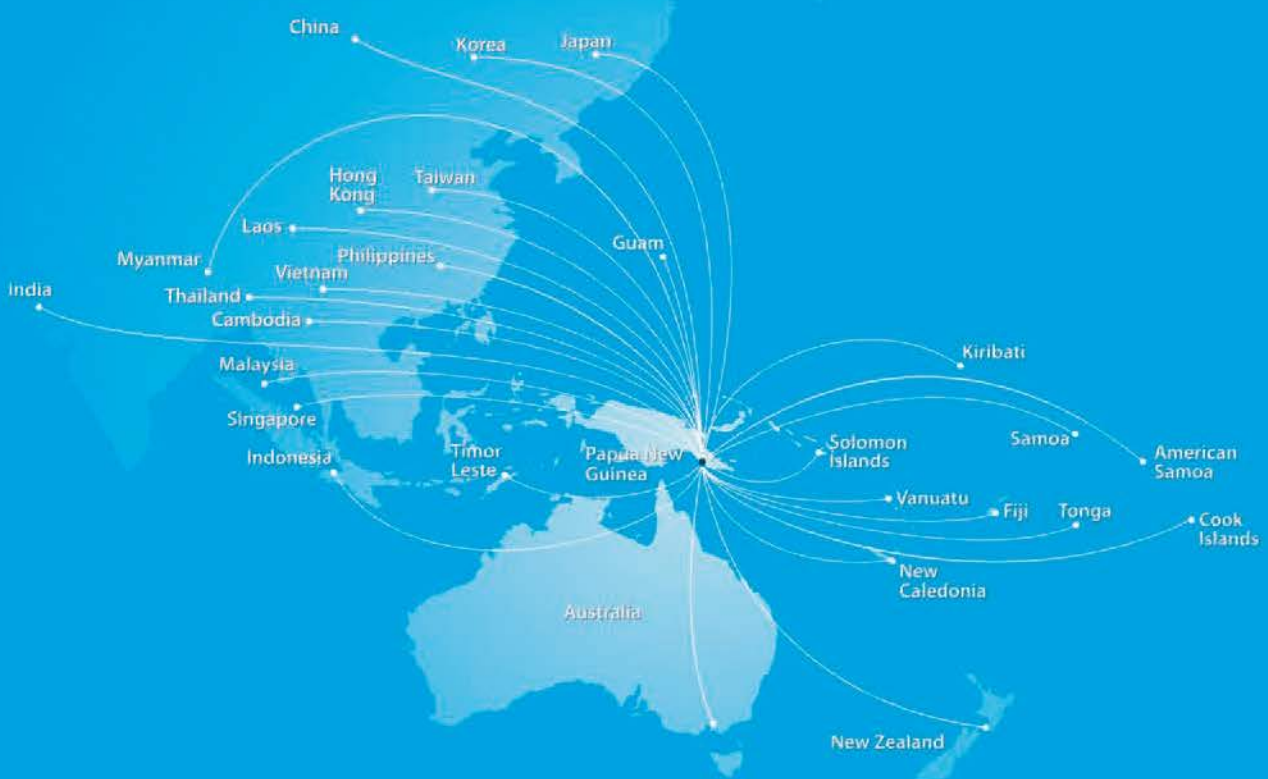 China
Korea
Japan
Hong
Kong
Taiwan
Laos
Guam
Philippines
Myanmar
Vietnam
India
Thailand
Cambodia
Kiribati
Malaysia
Singapore
Samoa
Solomon
Islands
Timor
Leste
Papua New
Guinea
Indonesia
American
Samoa
Vanuatu
Fiji
Tonga
Cook
Islands
New
Caledonia
Australia
New Zealand